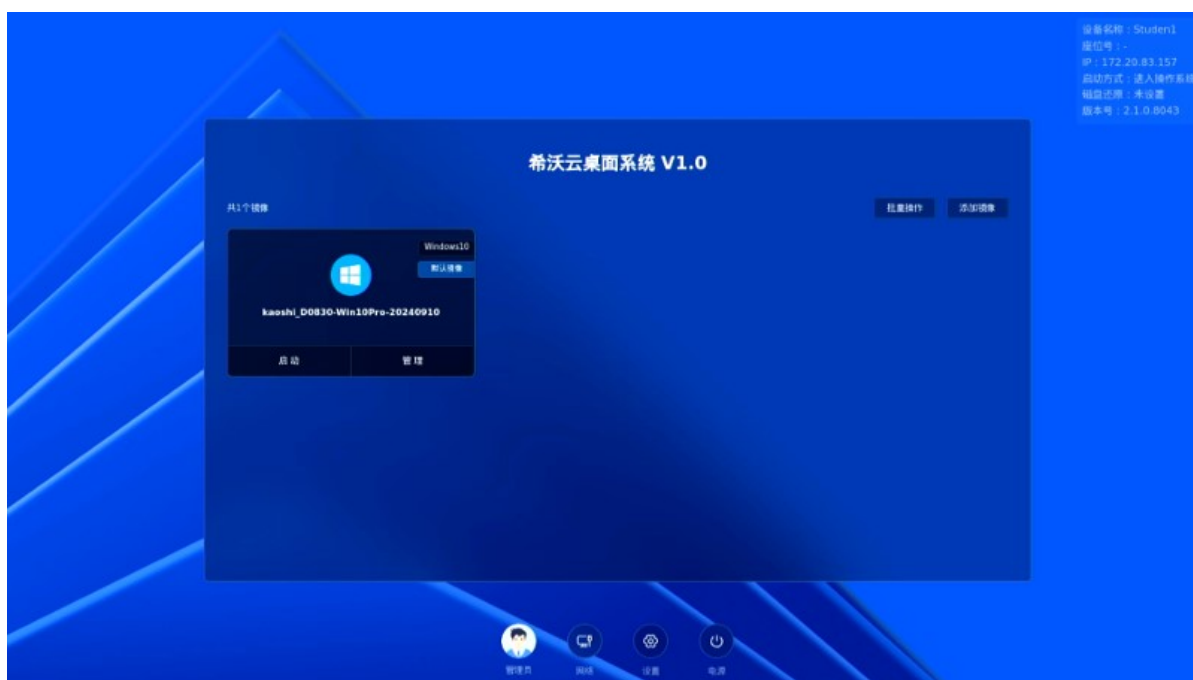 设备名称：Studen1
座位号：-
IP：172.20.83.157
启动方式：进入操作系统
磁盘还原：未设置
版本号：2.1.0.8043
希沃云桌面系统 V1.0
共1个镜像
批量操作
添加镜像
Windows10
默认镜像
kaoshi_D0830-Win10Pro-20240910
启动
管理
管理员
网络
设置
电源